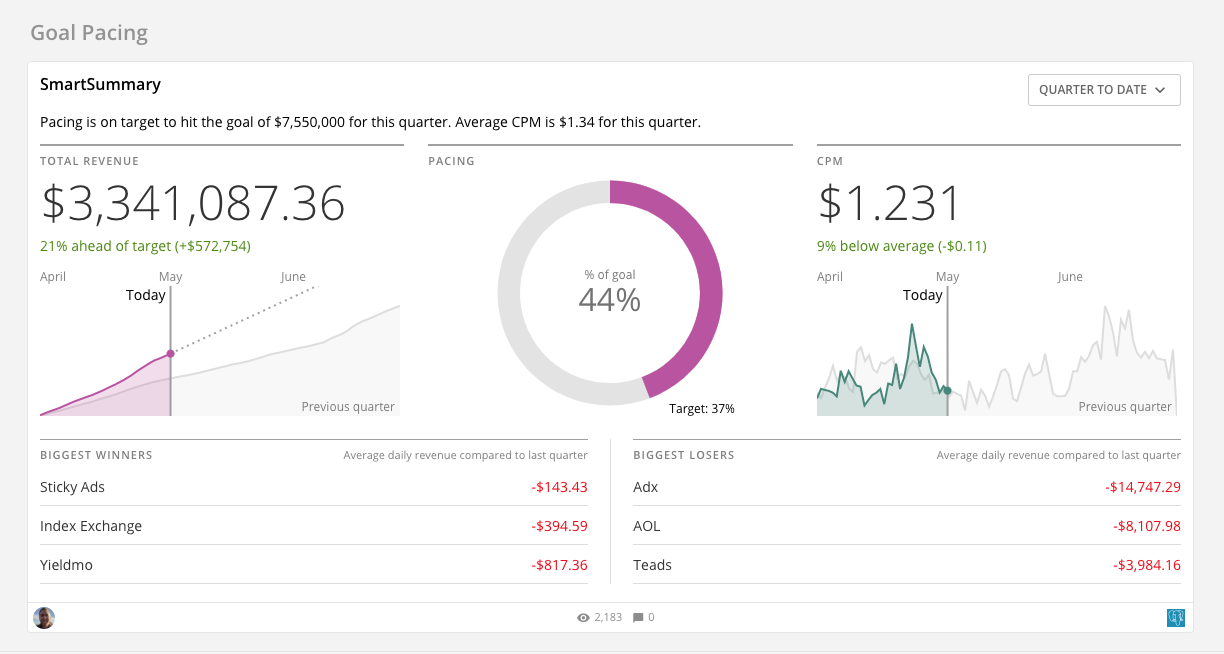 Goal Pacing
SmartSummary
QUARTER TO DATE
Pacing is on target to hit the goal of $7,550,000 for this quarter. Average CPM is $1.34 for this quarter.
TOTAL REVENUE
$3,341,087.36
21% ahead of target (+$572,754)
April May June
Today
Previous quarter
PACING
% of goal
44%
Target: 37%
CPM
$1.231
9% below average (-$0.11)
April May June
Today
Previous quarter
BIGGEST WINNERS Average daily revenue compared to last quarter
Sticky Ads -$143.43
Index Exchange -$394.59
Yieldmo -$817.36
BIGGEST LOSERS Average daily revenue compared to last quarter
Adx -$14,747.29
AOL -$8,107.98
Teads -$3,984.16
2,183 0